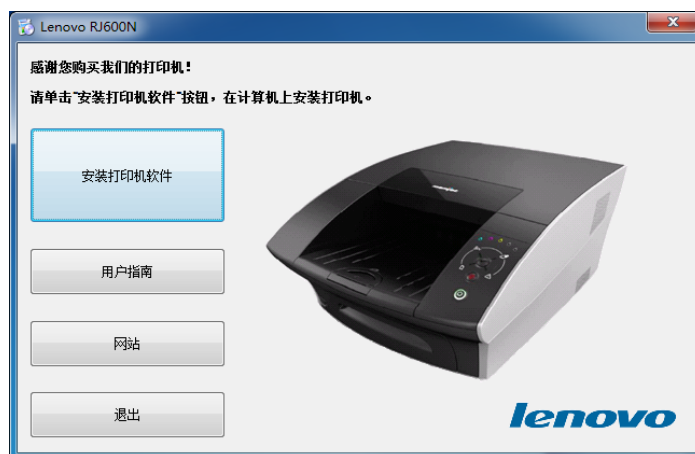 Lenovo RJ600N
感谢您购买我们的打印机！
请单击"安装打印机软件"按钮，在计算机上安装打印机。
安装打印机软件
用户指南
网站
退出
lenovo